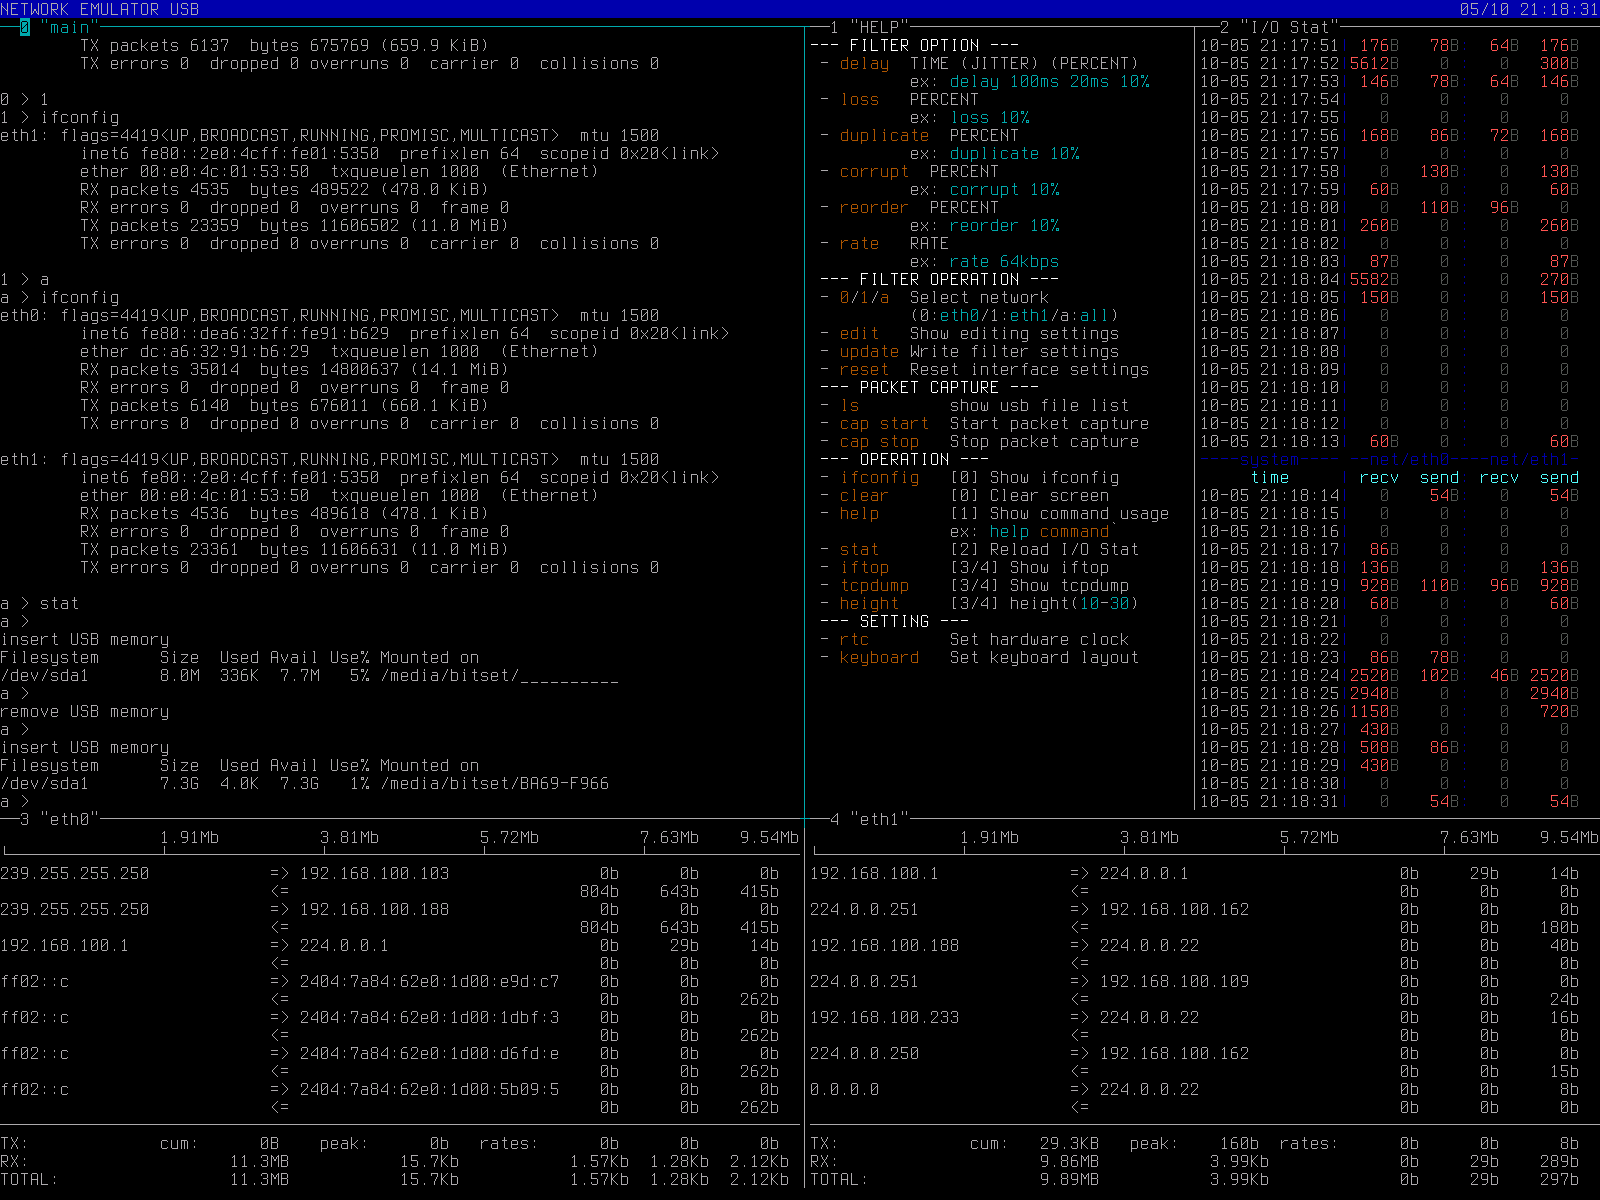 NETWORK EMULATOR USB 05/10 21:18:31
0 "main"
TX packets 6137  bytes 675769 (659.9 KiB)
TX errors 0  dropped 0 overruns 0  carrier 0  collisions 0
0 > 1
1 > ifconfig
eth1: flags=4419<UP,BROADCAST,RUNNING,PROMISC,MULTICAST>  mtu 1500
inet6 fe80::2e0:4cff:fe01:5350  prefixlen 64  scopeid 0x20<link>
ether 00:e0:4c:01:53:50  txqueuelen 1000  (Ethernet)
RX packets 4535  bytes 489522 (478.0 KiB)
RX errors 0  dropped 0  overruns 0  frame 0
TX packets 23359  bytes 11606502 (11.0 MiB)
TX errors 0  dropped 0 overruns 0  carrier 0  collisions 0
1 > a
a > ifconfig
eth0: flags=4419<UP,BROADCAST,RUNNING,PROMISC,MULTICAST>  mtu 1500
inet6 fe80::dea6:32ff:fe91:b629  prefixlen 64  scopeid 0x20<link>
ether dc:a6:32:91:b6:29  txqueuelen 1000  (Ethernet)
RX packets 35014  bytes 14800637 (14.1 MiB)
RX errors 0  dropped 0  overruns 0  frame 0
TX packets 6140  bytes 676011 (660.1 KiB)
TX errors 0  dropped 0 overruns 0  carrier 0  collisions 0
eth1: flags=4419<UP,BROADCAST,RUNNING,PROMISC,MULTICAST>  mtu 1500
inet6 fe80::2e0:4cff:fe01:5350  prefixlen 64  scopeid 0x20<link>
ether 00:e0:4c:01:53:50  txqueuelen 1000  (Ethernet)
RX packets 4536  bytes 489618 (478.1 KiB)
RX errors 0  dropped 0  overruns 0  frame 0
TX packets 23361  bytes 11606631 (11.0 MiB)
TX errors 0  dropped 0 overruns 0  carrier 0  collisions 0
a > stat
a >
insert USB memory
Filesystem      Size  Used Avail Use% Mounted on
/dev/sda1       8.0M  336K  7.7M   5% /media/bitset/__________
a >
remove USB memory
a >
insert USB memory
Filesystem      Size  Used Avail Use% Mounted on
/dev/sda1       7.3G  4.0K  7.3G   1% /media/bitset/BA69-F966
a >
1 "HELP"
--- FILTER OPTION ---
- delay  TIME (JITTER) (PERCENT)
ex: delay 100ms 20ms 10%
- loss   PERCENT
ex: loss 10%
- duplicate  PERCENT
ex: duplicate 10%
- corrupt  PERCENT
ex: corrupt 10%
- reorder  PERCENT
ex: reorder 10%
- rate   RATE
ex: rate 64kbps
--- FILTER OPERATION ---
- 0/1/a  Select network
(0:eth0/1:eth1/a:all)
- edit   Show editing settings
- update Write filter settings
- reset  Reset interface settings
--- PACKET CAPTURE ---
- ls         show usb file list
- cap start  Start packet capture
- cap stop   Stop packet capture
--- OPERATION ---
- ifconfig   [0] Show ifconfig
- clear      [0] Clear screen
- help       [1] Show command usage
ex: help command`
- stat       [2] Reload I/O Stat
- iftop      [3/4] Show iftop
- tcpdump    [3/4] Show tcpdump
- height     [3/4] height(10-30)
--- SETTING ---
- rtc        Set hardware clock
- keyboard   Set keyboard layout
2 "I/O Stat"
10-05 21:17:51| 176B   78B:  64B  176B
10-05 21:17:52|5612B    0 :   0   300B
10-05 21:17:53| 146B   78B:  64B  146B
10-05 21:17:54|   0     0 :   0     0
10-05 21:17:55|   0     0 :   0     0
10-05 21:17:56| 168B   86B:  72B  168B
10-05 21:17:57|   0     0 :   0     0
10-05 21:17:58|   0   130B:   0   130B
10-05 21:17:59|  60B    0 :   0    60B
10-05 21:18:00|   0   110B:  96B    0
10-05 21:18:01| 260B    0 :   0   260B
10-05 21:18:02|   0     0 :   0     0
10-05 21:18:03|  87B    0 :   0    87B
10-05 21:18:04|5582B    0 :   0   270B
10-05 21:18:05| 150B    0 :   0   150B
10-05 21:18:06|   0     0 :   0     0
10-05 21:18:07|   0     0 :   0     0
10-05 21:18:08|   0     0 :   0     0
10-05 21:18:09|   0     0 :   0     0
10-05 21:18:10|   0     0 :   0     0
10-05 21:18:11|   0     0 :   0     0
10-05 21:18:12|   0     0 :   0     0
10-05 21:18:13|  60B    0 :   0    60B
----system---- --net/eth0----net/eth1-
time     | recv  send: recv  send
10-05 21:18:14|   0    54B:   0    54B
10-05 21:18:15|   0     0 :   0     0
10-05 21:18:16|   0     0 :   0     0
10-05 21:18:17|  86B    0 :   0     0
10-05 21:18:18| 136B    0 :   0   136B
10-05 21:18:19| 928B  110B:  96B  928B
10-05 21:18:20|  60B    0 :   0    60B
10-05 21:18:21|   0     0 :   0     0
10-05 21:18:22|   0     0 :   0     0
10-05 21:18:23|  86B   78B:   0     0
10-05 21:18:24|2520B  102B:  46B 2520B
10-05 21:18:25|2940B    0 :   0  2940B
10-05 21:18:26|1150B    0 :   0   720B
10-05 21:18:27| 430B    0 :   0     0
10-05 21:18:28| 508B   86B:   0     0
10-05 21:18:29| 430B    0 :   0     0
10-05 21:18:30|   0     0 :   0     0
10-05 21:18:31|   0    54B:   0    54B
3 "eth0"
1.91Mb 3.81Mb 5.72Mb 7.63Mb 9.54Mb
239.255.255.250 => 192.168.100.103 0b 0b 0b
<= 804b 643b 415b
239.255.255.250 => 192.168.100.188 0b 0b 0b
<= 804b 643b 415b
192.168.100.1 => 224.0.0.1 0b 29b 14b
<= 0b 0b 0b
ff02::c => 2404:7a84:62e0:1d00:e9d:c7 0b 0b 0b
<= 0b 0b 262b
ff02::c => 2404:7a84:62e0:1d00:1dbf:3 0b 0b 0b
<= 0b 0b 262b
ff02::c => 2404:7a84:62e0:1d00:d6fd:e 0b 0b 0b
<= 0b 0b 262b
ff02::c => 2404:7a84:62e0:1d00:5b09:5 0b 0b 0b
<= 0b 0b 262b
TX: cum: 0B peak: 0b rates: 0b 0b 0b
RX: 11.3MB 15.7Kb 1.57Kb 1.28Kb 2.12Kb
TOTAL: 11.3MB 15.7Kb 1.57Kb 1.28Kb 2.12Kb
4 "eth1"
1.91Mb 3.81Mb 5.72Mb 7.63Mb 9.54Mb
192.168.100.1 => 224.0.0.1 0b 29b 14b
<= 0b 0b 0b
224.0.0.251 => 192.168.100.162 0b 0b 0b
<= 0b 0b 180b
192.168.100.188 => 224.0.0.22 0b 0b 40b
<= 0b 0b 0b
224.0.0.251 => 192.168.100.109 0b 0b 0b
<= 0b 0b 24b
192.168.100.233 => 224.0.0.22 0b 0b 16b
<= 0b 0b 0b
224.0.0.250 => 192.168.100.162 0b 0b 0b
<= 0b 0b 15b
0.0.0.0 => 224.0.0.22 0b 0b 8b
<= 0b 0b 0b
TX: cum: 29.3KB peak: 160b rates: 0b 0b 8b
RX: 9.86MB 3.99Kb 0b 29b 289b
TOTAL: 9.89MB 3.99Kb 0b 29b 297b